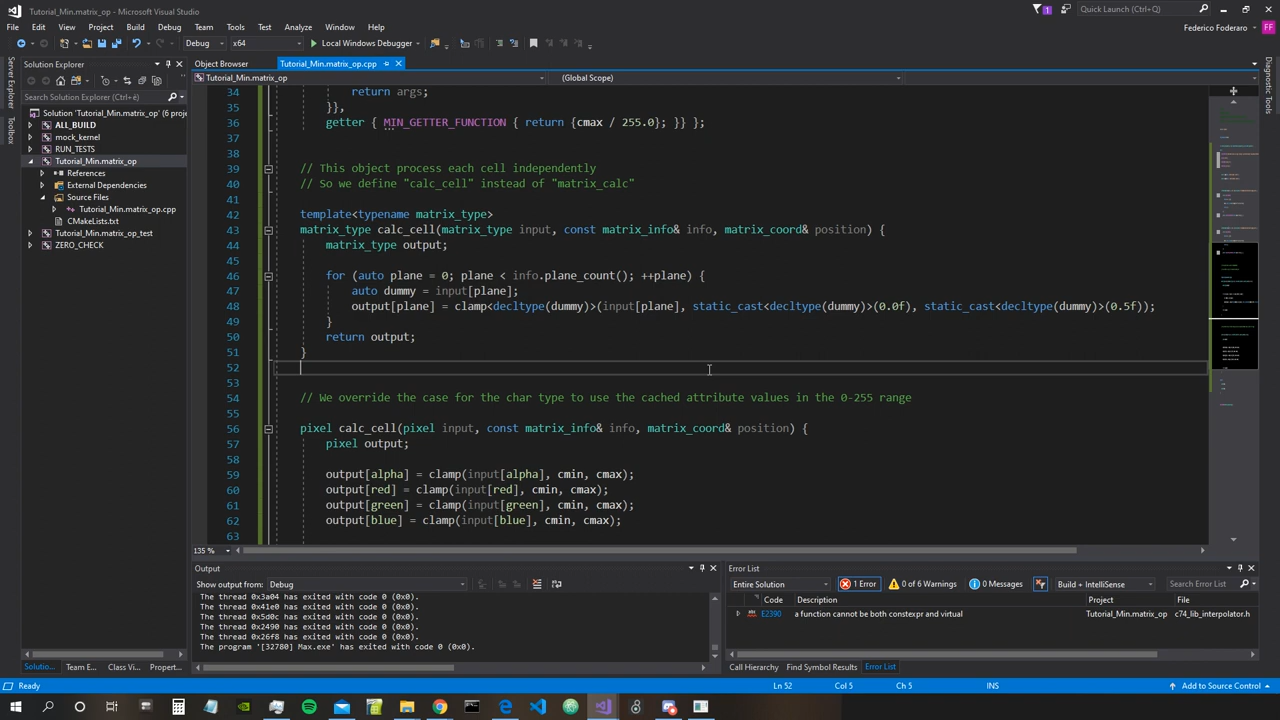 Tutorial_Min.matrix_op - Microsoft Visual Studio
1
Quick Launch (Ctrl+Q)
File Edit View Project Build Debug Team Tools Test Analyze Window Help
Federico Foderaro
FF
Debug x64 Local Windows Debugger
Server Explorer
Toolbox
Diagnostic Tools
Solution Explorer
Search Solution Explorer (Ctrl+è)
Solution 'Tutorial_Min.matrix_op' (6 proje
ALL_BUILD
mock_kernel
RUN_TESTS
Tutorial_Min.matrix_op
References
External Dependencies
Source Files
Tutorial_Min.matrix_op.cpp
CMakeLists.txt
Tutorial_Min.matrix_op_test
ZERO_CHECK
Object Browser
Tutorial_Min.matrix_op.cpp
Tutorial_Min.matrix_op
(Global Scope)
34 return args;
35 }},
36 getter { MIN_GETTER_FUNCTION { return {cmax / 255.0}; }} };
37
38
39 // This object process each cell independently
40 // So we define "calc_cell" instead of "matrix_calc"
41
42 template<typename matrix_type>
43 matrix_type calc_cell(matrix_type input, const matrix_info& info, matrix_coord& position) {
44 matrix_type output;
45
46 for (auto plane = 0; plane < info.plane_count(); ++plane) {
47 auto dummy = input[plane];
48 output[plane] = clamp<decltype(dummy)>(input[plane], static_cast<decltype(dummy)>(0.0f), static_cast<decltype(dummy)>(0.5f));
49 }
50 return output;
51 }
52
53
54 // We override the case for the char type to use the cached attribute values in the 0-255 range
55
56 pixel calc_cell(pixel input, const matrix_info& info, matrix_coord& position) {
57 pixel output;
58
59 output[alpha] = clamp(input[alpha], cmin, cmax);
60 output[red] = clamp(input[red], cmin, cmax);
61 output[green] = clamp(input[green], cmin, cmax);
62 output[blue] = clamp(input[blue], cmin, cmax);
63
135 %
Output
Show output from: Debug
The thread 0x3a04 has exited with code 0 (0x0).
The thread 0x41e0 has exited with code 0 (0x0).
The thread 0x5d0c has exited with code 0 (0x0).
The thread 0x2490 has exited with code 0 (0x0).
The thread 0x26f8 has exited with code 0 (0x0).
The program '[32780] Max.exe' has exited with code 0 (0x0).
Error List
Entire Solution 1 Error 0 of 6 Warnings 0 Messages Build + IntelliSense Search Error List
Code Description Project File
E2390 a function cannot be both constexpr and virtual Tutorial_Min.matrix_op c74_lib_interpolator.h
Solutio... Team E... Class Vi... Propert...
Call Hierarchy Find Symbol Results Error List
Ready Ln 52 Col 5 Ch 5 INS Add to Source Control